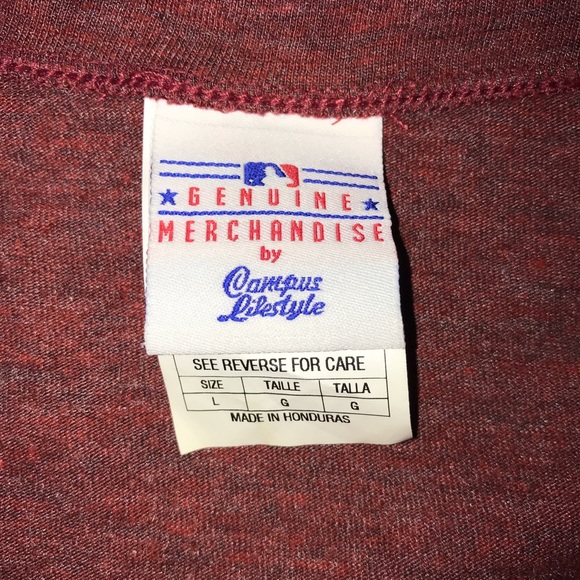 GENUINE
MERCHANDISE
by
Campus
Lifestyle
SEE REVERSE FOR CARE
SIZE TAILLE TALLA
L G G
MADE IN HONDURAS